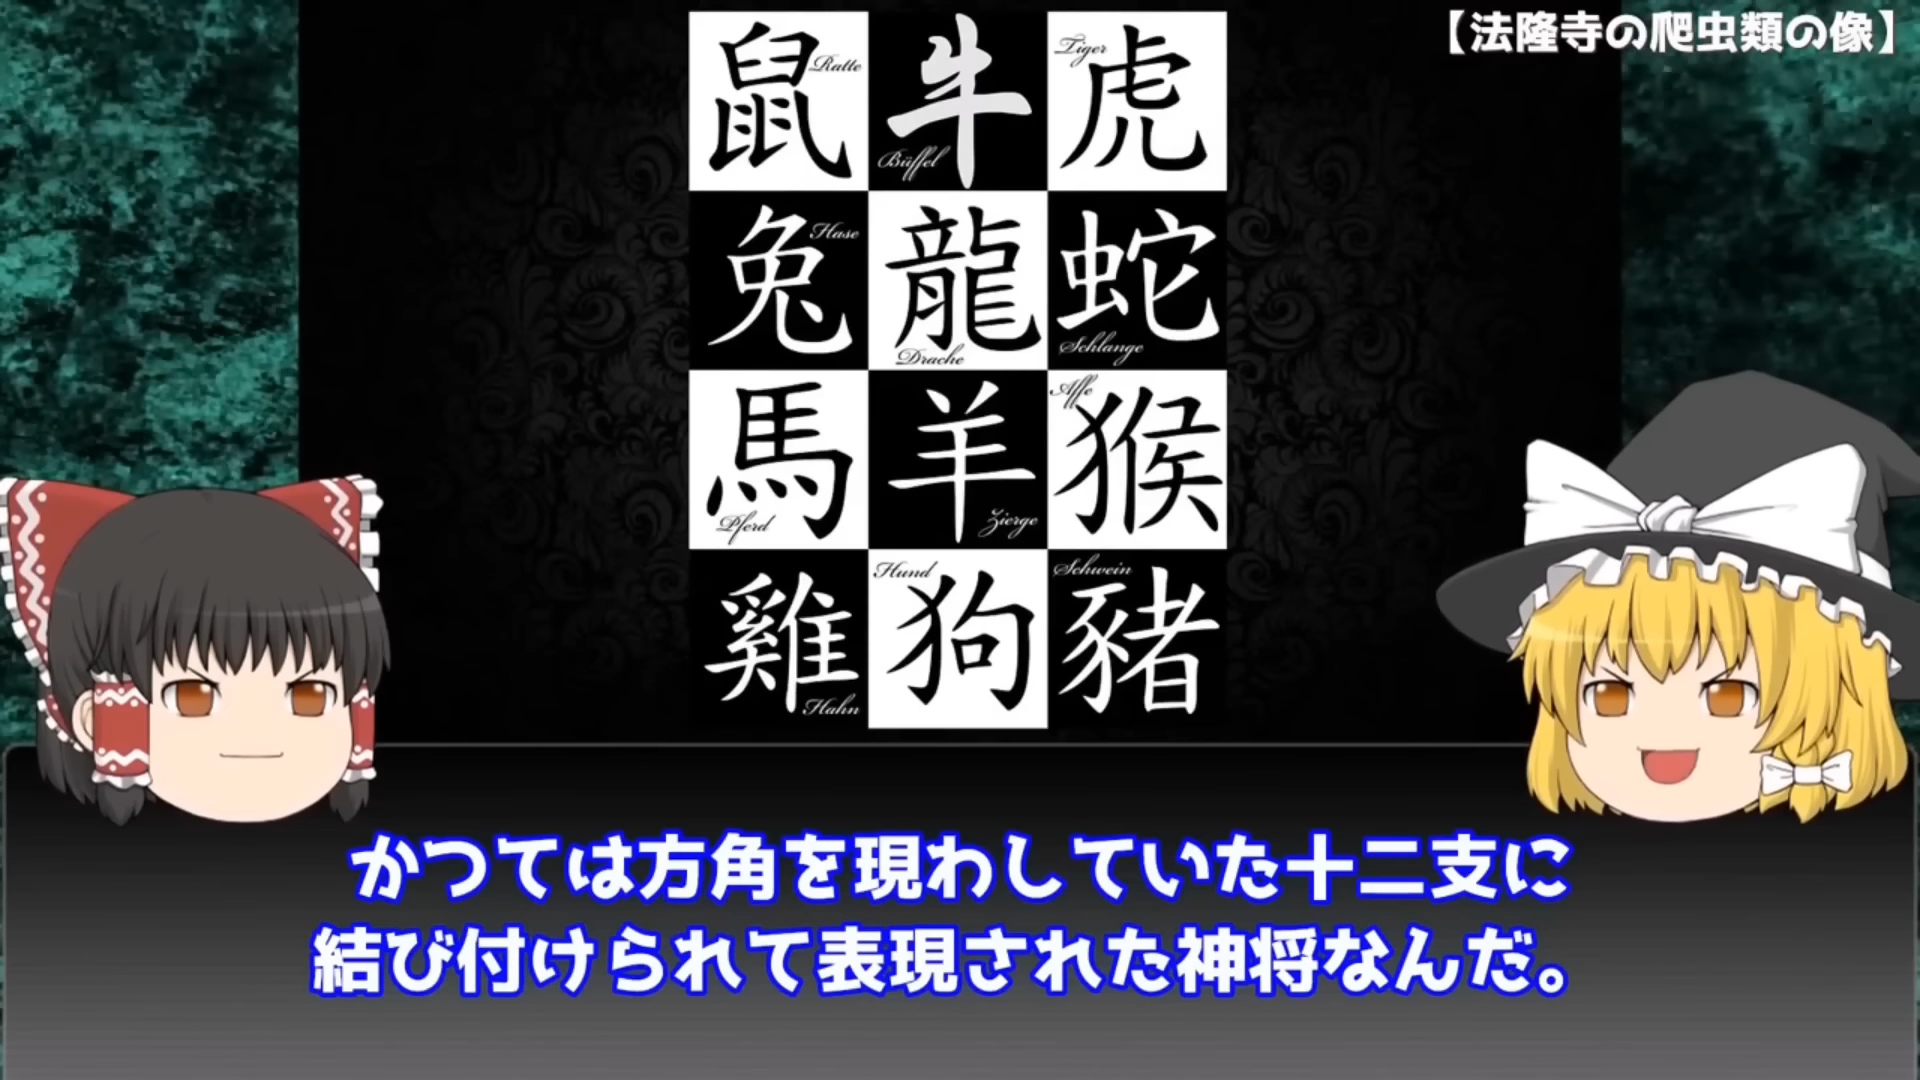 【法隆寺の爬虫類の像】
鼠 Ratte
牛 Büffel
虎 Tiger
兔 Hase
龍 Drache
蛇 Schlange
馬 Pferd
羊 Zierge
猴 Affe
雞 Hahn
狗 Hund
豬 Schwein
かつては方角を現わしていた十二支に
結び付けられて表現された神将なんだ。